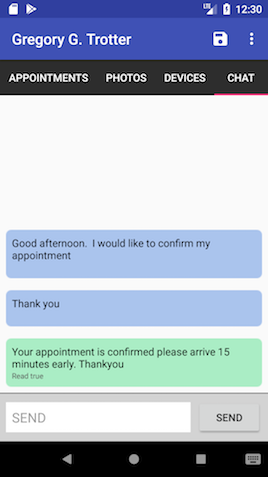 LTE 12:30
Gregory G. Trotter
APPOINTMENTS PHOTOS DEVICES CHAT
Good afternoon. I would like to confirm my
appointment
Thank you
Your appointment is confirmed please arrive 15
minutes early. Thankyou
Read true
SEND SEND